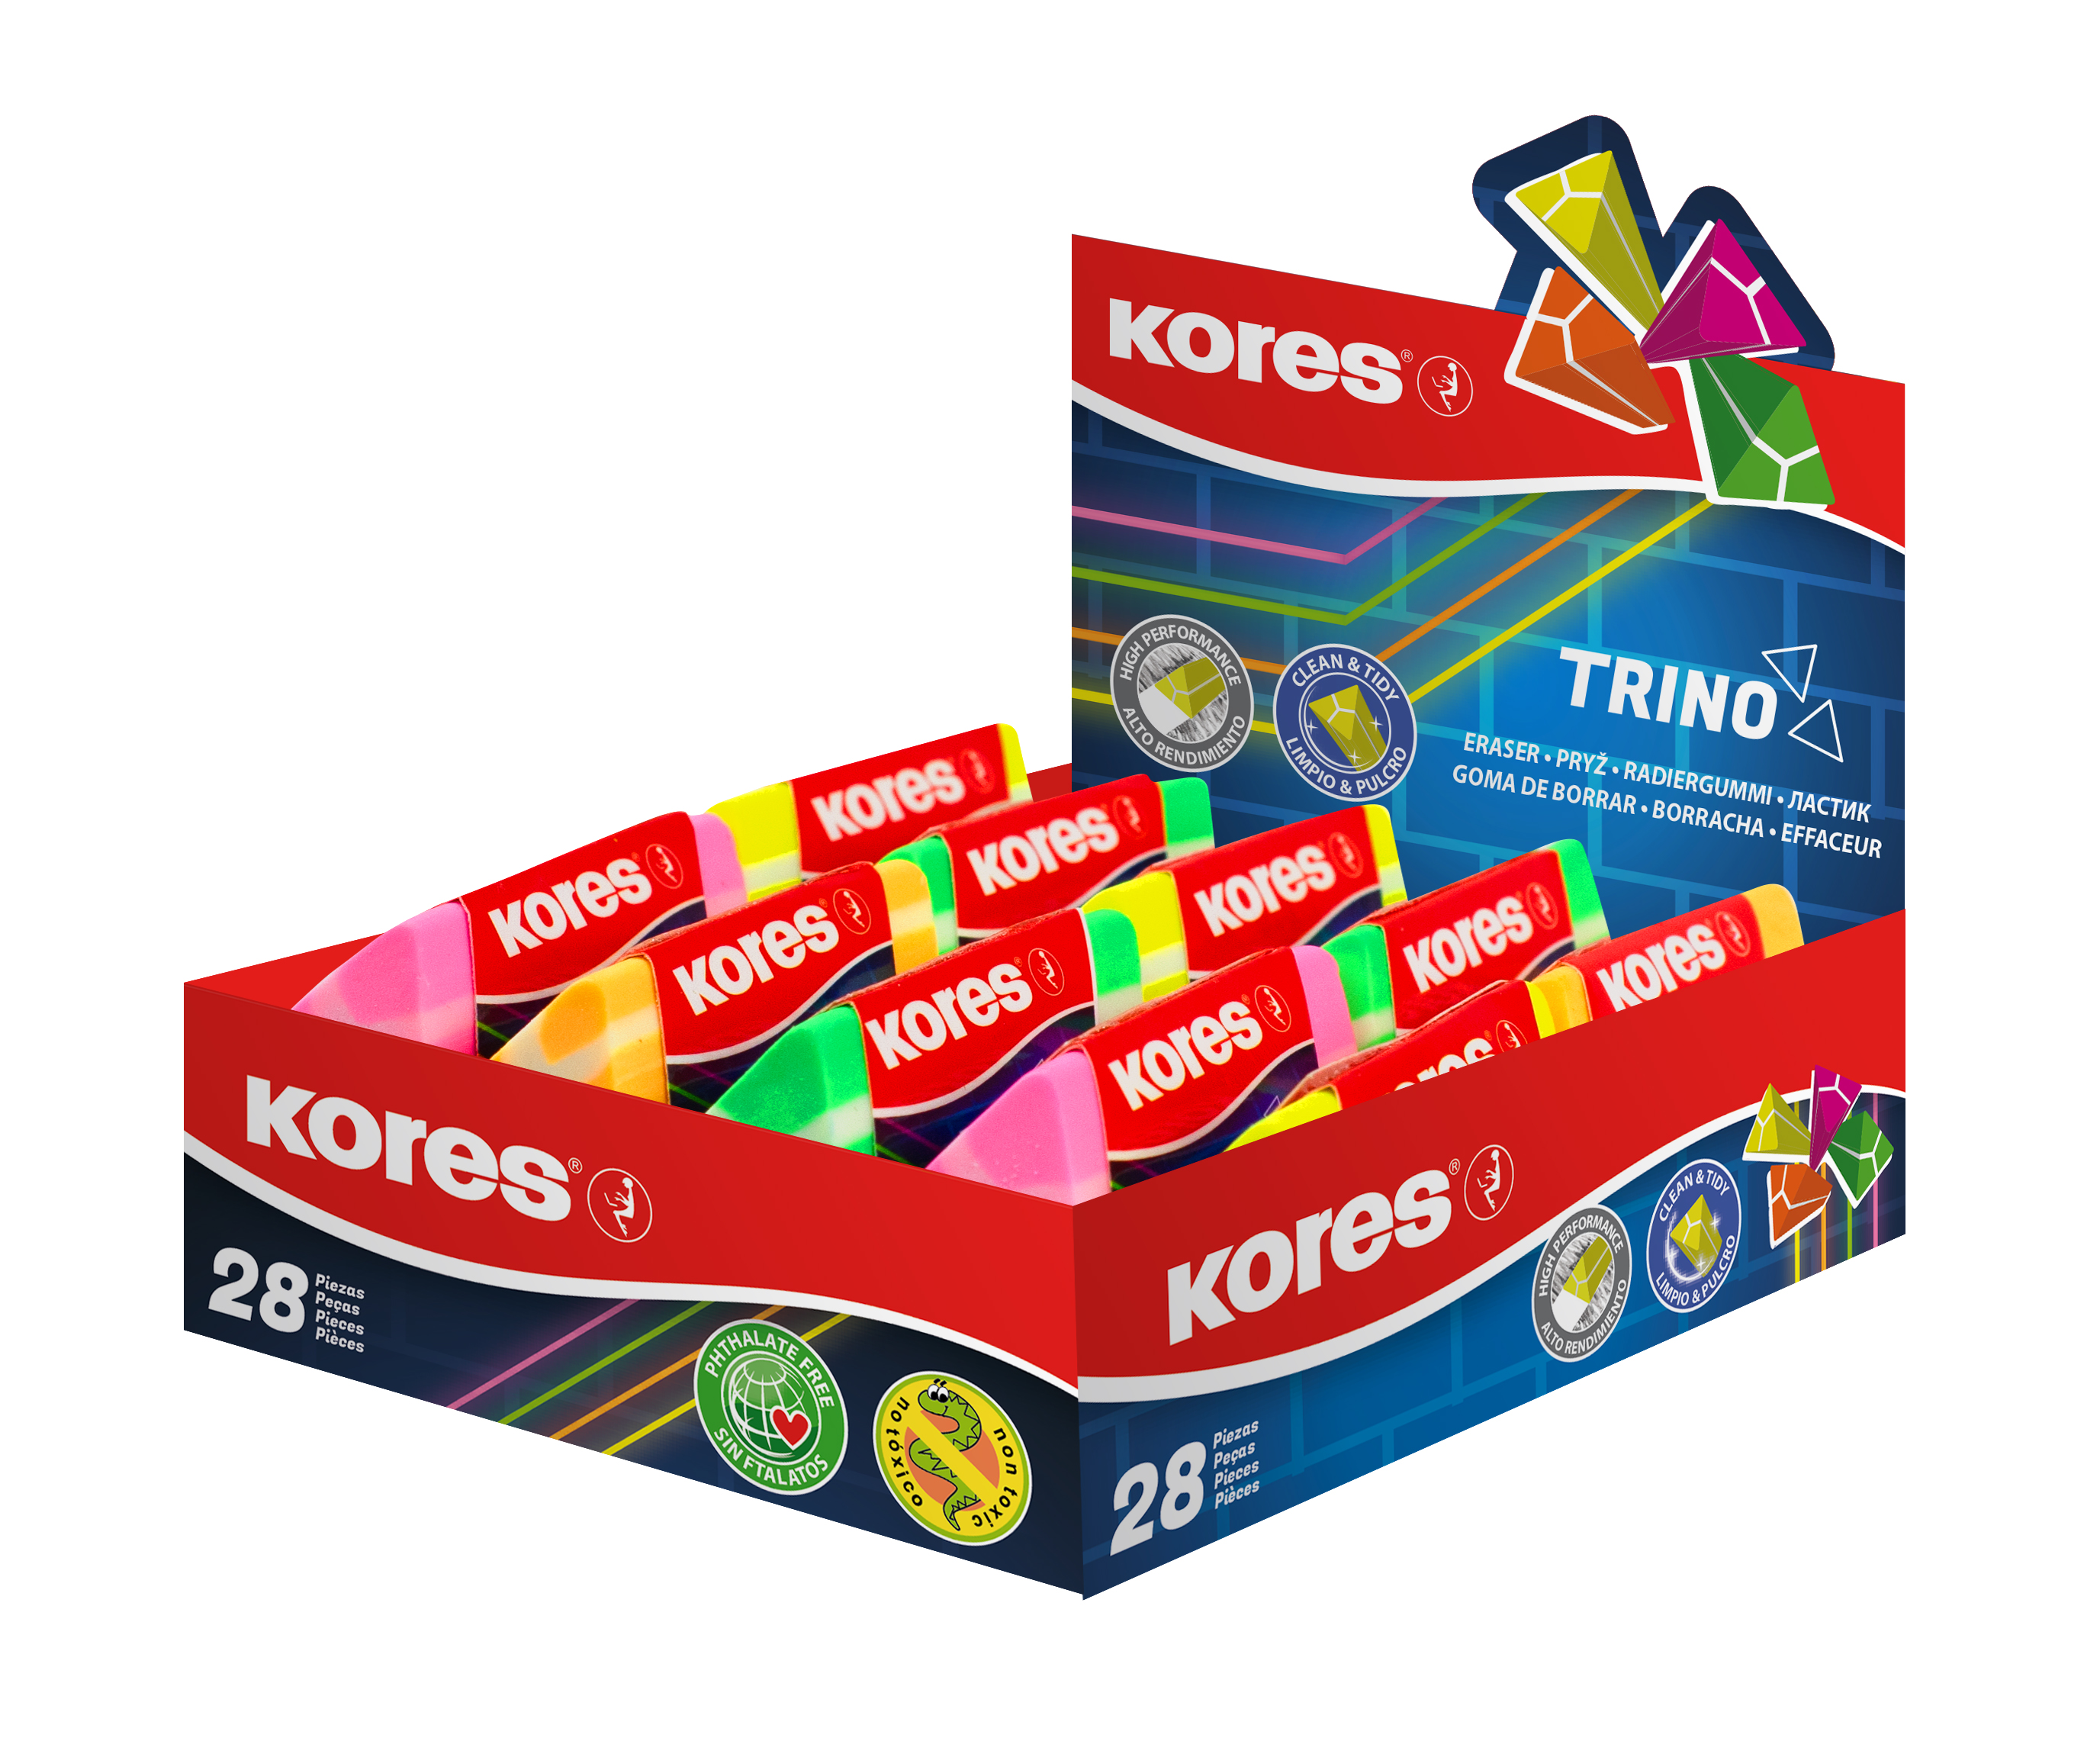 Kores®
HIGH PERFORMANCE
ALTO RENDIMIENTO
CLEAN & TIDY
LIMPIO & PULCRO
TRINO
ERASER • PRYŽ • RADIERGUMMI • ЛАСТИК
GOMA DE BORRAR • BORRACHA • EFFACEUR
Kores
Kores
Kores
Kores
Kores
Kores
Kores
Kores
Kores
Kores
Kores®
28
Piezas
Peças
Pieces
Pièces
PHTHALATE FREE
SIN FTALATOS
no tóxico
non toxic
Kores®
HIGH PERFORMANCE
ALTO RENDIMIENTO
CLEAN & TIDY
LIMPIO & PULCRO
28
Piezas
Peças
Pieces
Pièces